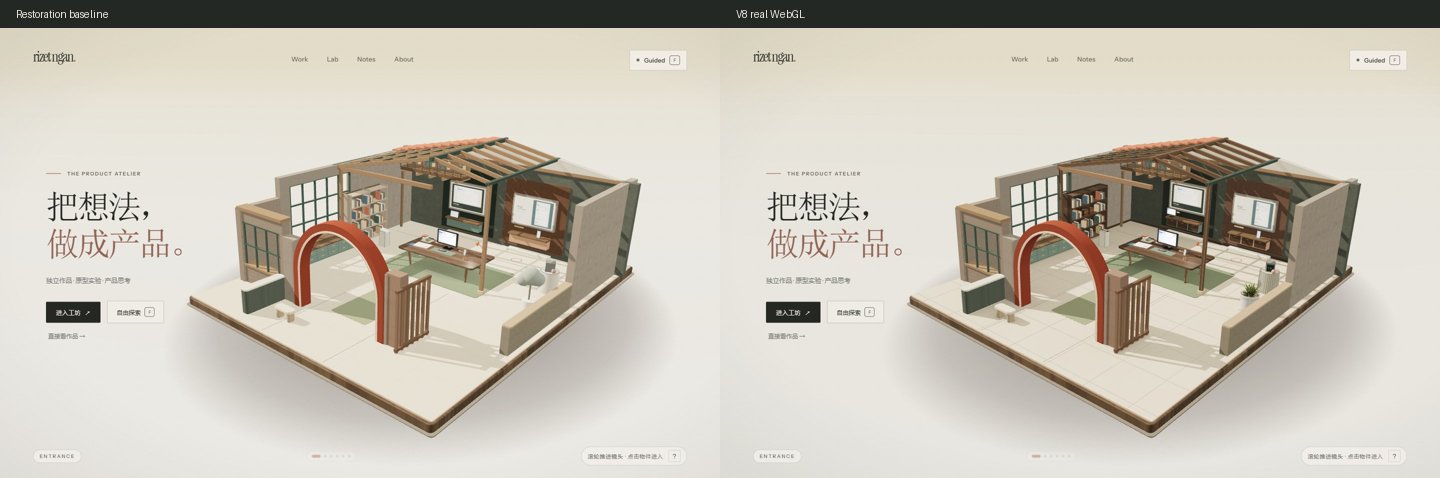 Restoration baseline
V8 real WebGL
rizetngan.
Work Lab Notes About
Guided F
THE PRODUCT ATELIER
把想法，
做成产品。
独立作品 · 原型实验 · 产品思考
进入工坊 ↗
自由探索 F
直接看作品 →
ENTRANCE
滚轮推进镜头 · 点击物件进入 ?
rizetngan.
Work Lab Notes About
Guided F
THE PRODUCT ATELIER
把想法，
做成产品。
独立作品 · 原型实验 · 产品思考
进入工坊 ↗
自由探索 F
直接看作品 →
ENTRANCE
滚轮推进镜头 · 点击物件进入 ?